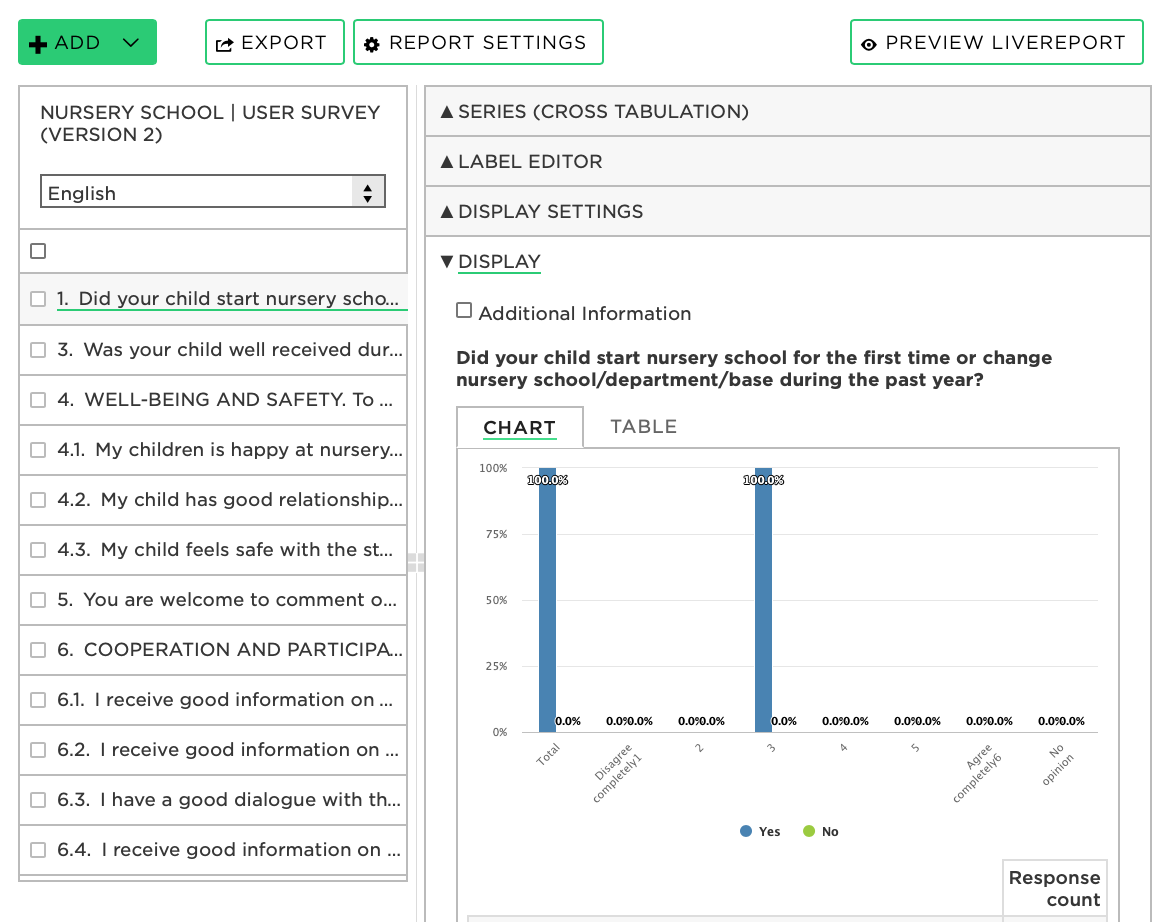 ADD
EXPORT
REPORT SETTINGS
PREVIEW LIVEREPORT
NURSERY SCHOOL | USER SURVEY
(VERSION 2)
English
1. Did your child start nursery scho...
3. Was your child well received dur...
4. WELL-BEING AND SAFETY. To ...
4.1. My children is happy at nursery...
4.2. My child has good relationship...
4.3. My child feels safe with the st...
5. You are welcome to comment o...
6. COOPERATION AND PARTICIPA...
6.1. I receive good information on ...
6.2. I receive good information on ...
6.3. I have a good dialogue with th...
6.4. I receive good information on ...
▲SERIES (CROSS TABULATION)
▲LABEL EDITOR
▲DISPLAY SETTINGS
▼DISPLAY
Additional Information
Did your child start nursery school for the first time or change
nursery school/department/base during the past year?
CHART TABLE
100%
75%
50%
25%
0%
100.0% 100.0%
0.0% 0.0% 0.0% 0.0% 0.0% 0.0% 0.0% 0.0% 0.0% 0.0% 0.0% 0.0% 0.0% 0.0%
Total
Disagree
completely1
2
3
4
5
Agree
completely6
No
opinion
Yes No
Response
count